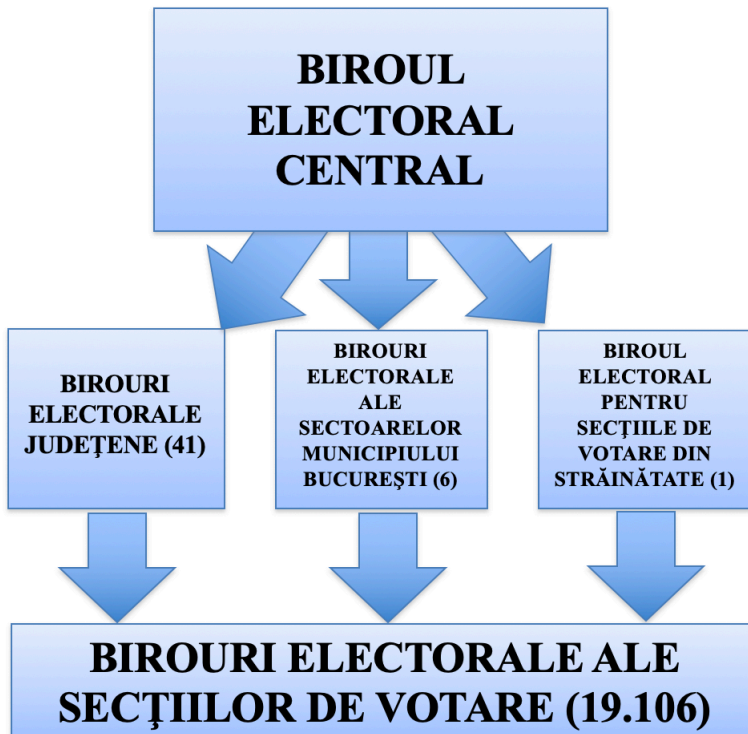 BIROUL
ELECTORAL
CENTRAL
BIROURI
ELECTORALE
JUDEŢENE (41)
BIROURI
ELECTORALE
ALE
SECTOARELOR
MUNICIPIULUI
BUCUREŞTI (6)
BIROUL
ELECTORAL
PENTRU
SECŢIILE DE
VOTARE DIN
STRĂINĂTATE (1)
BIROURI ELECTORALE ALE
SECŢIILOR DE VOTARE (19.106)